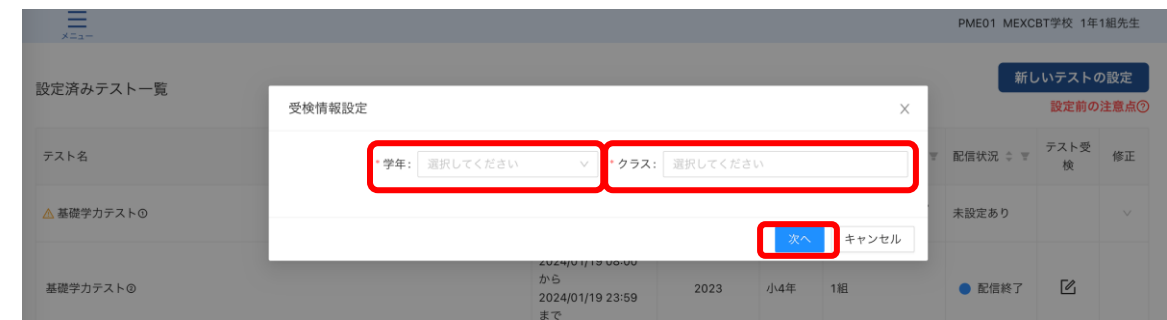 メニュー
PME01 MEXCBT学校 1年1組先生
設定済みテスト一覧
新しいテストの設定
設定前の注意点?
受検情報設定
* 学年: 選択してください
* クラス: 選択してください
次へ キャンセル
テスト名
配信状況
テスト受
検
修正
基礎学力テスト①
未設定あり
2024/01/19 08:00
から
2024/01/19 23:59
まで
基礎学力テスト① 2023 小4年 1組 配信終了